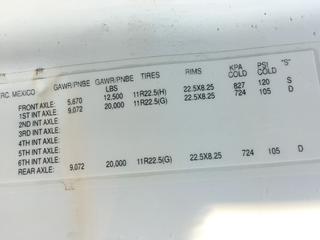 GAWR/PNBE GAWR/PNBE TIRES RIMS KPA PSI "S"
RC. MEXICO LBS COLD COLD
FRONT AXLE: 5,670 12,500 11R22.5(H) 22.5X8.25 827 120 S
1ST INT AXLE: 9,072 20,000 11R22.5(G) 22.5X8.25 724 105 D
2ND INT AXLE:
3RD INT AXLE:
4TH INT AXLE:
5TH INT AXLE:
6TH INT AXLE:
REAR AXLE: 9,072 20,000 11R22.5(G) 22.5X8.25 724 105 D